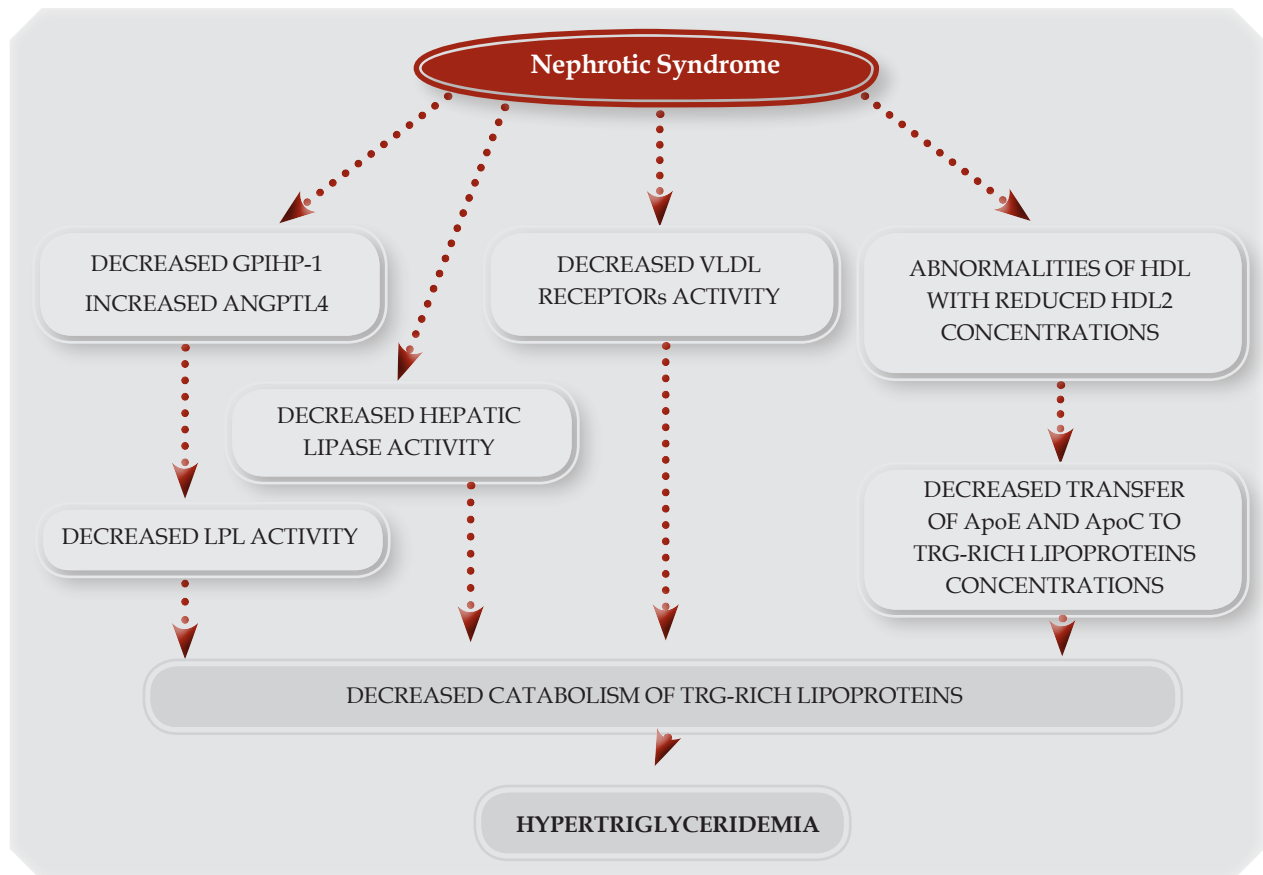 Nephrotic Syndrome
DECREASED GPIHP-1
INCREASED ANGPTL4
DECREASED VLDL
RECEPTORs ACTIVITY
ABNORMALITIES OF HDL
WITH REDUCED HDL2
CONCENTRATIONS
DECREASED HEPATIC
LIPASE ACTIVITY
DECREASED LPL ACTIVITY
DECREASED TRANSFER
OF ApoE AND ApoC TO
TRG-RICH LIPOPROTEINS
CONCENTRATIONS
DECREASED CATABOLISM OF TRG-RICH LIPOPROTEINS
HYPERTRIGLYCERIDEMIA